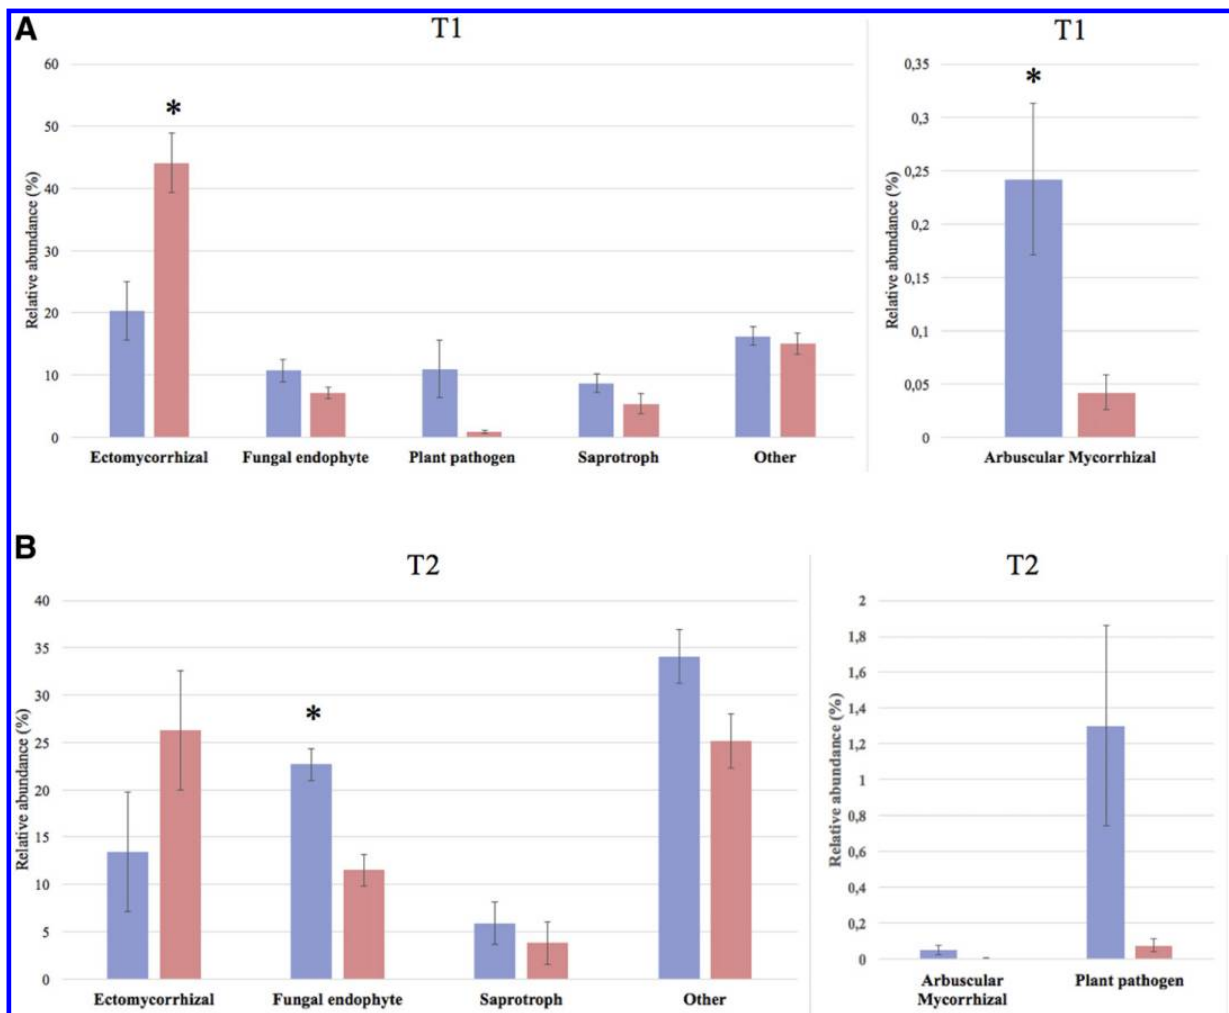 A
T1
Relative abundance (%)
60
50
40
30
20
10
0
*
Ectomycorrhizal
Fungal endophyte
Plant pathogen
Saprotroph
Other
T1
Relative abundance (%)
0,35
0,3
0,25
0,2
0,15
0,1
0,05
0
*
Arbuscular Mycorrhizal
B
T2
Relative abundance (%)
40
35
30
25
20
15
10
5
0
*
Ectomycorrhizal
Fungal endophyte
Saprotroph
Other
T2
Relative abundance (%)
2
1,8
1,6
1,4
1,2
1
0,8
0,6
0,4
0,2
0
Arbuscular
Mycorrhizal
Plant pathogen